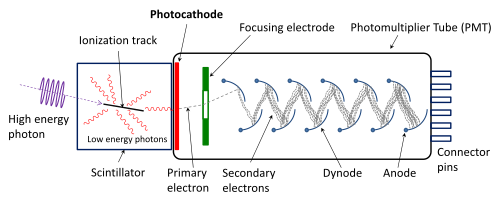 Photocathode
Focusing electrode
Photomultiplier Tube (PMT)
Ionization track
High energy
photon
Low energy photons
Scintillator
Primary
electron
Secondary
electrons
Dynode
Anode
Connector
pins